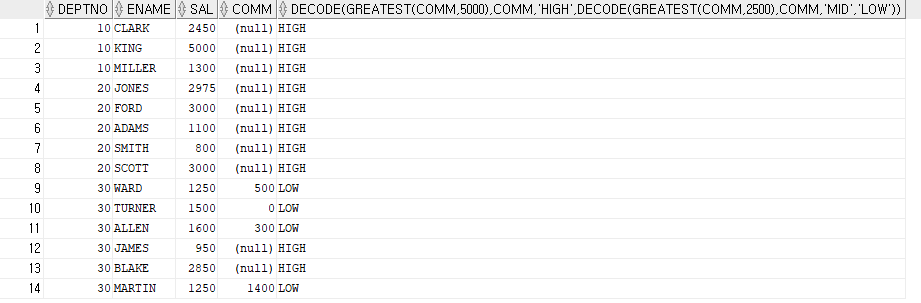 DEPTNO ENAME SAL COMM DECODE(GREATEST(COMM,5000),COMM,'HIGH',DECODE(GREATEST(COMM,2500),COMM,'MID','LOW'))
1 10 CLARK 2450 (null) HIGH
2 10 KING 5000 (null) HIGH
3 10 MILLER 1300 (null) HIGH
4 20 JONES 2975 (null) HIGH
5 20 FORD 3000 (null) HIGH
6 20 ADAMS 1100 (null) HIGH
7 20 SMITH 800 (null) HIGH
8 20 SCOTT 3000 (null) HIGH
9 30 WARD 1250 500 LOW
10 30 TURNER 1500 0 LOW
11 30 ALLEN 1600 300 LOW
12 30 JAMES 950 (null) HIGH
13 30 BLAKE 2850 (null) HIGH
14 30 MARTIN 1250 1400 LOW